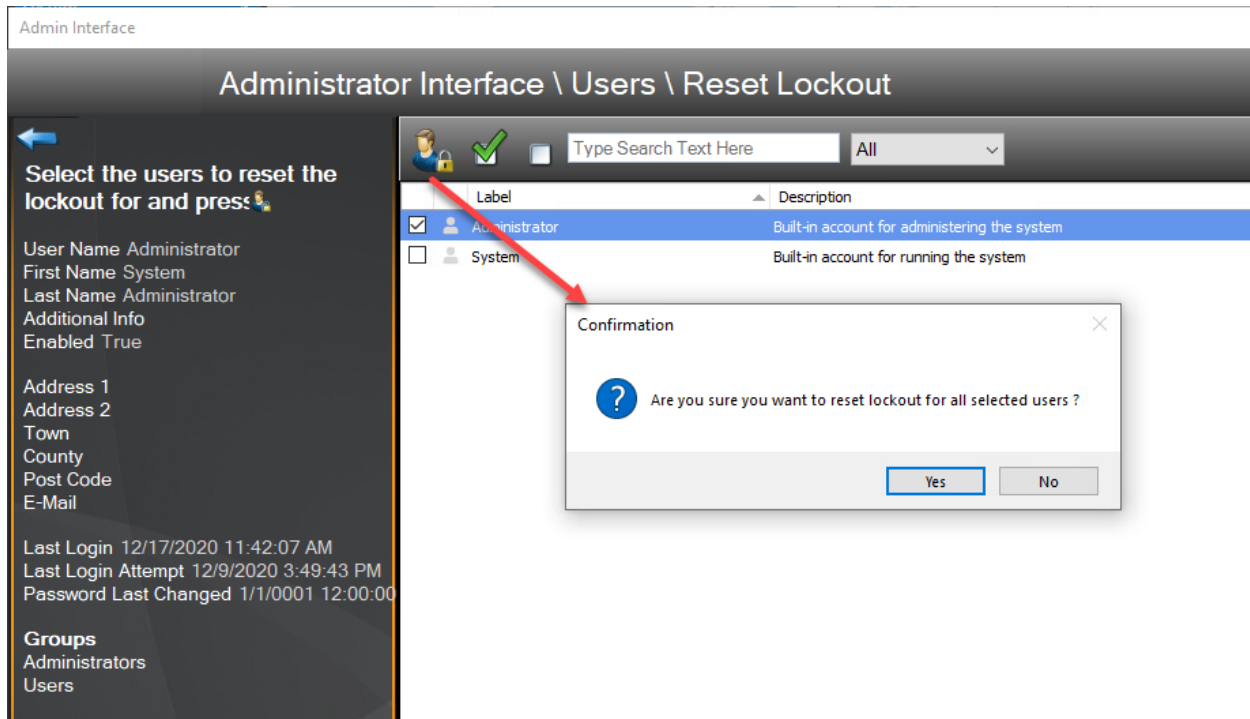 Admin Interface
Administrator Interface \ Users \ Reset Lockout
Select the users to reset the
lockout for and press
User Name Administrator
First Name System
Last Name Administrator
Additional Info
Enabled True
Address 1
Address 2
Town
County
Post Code
E-Mail
Last Login 12/17/2020 11:42:07 AM
Last Login Attempt 12/9/2020 3:49:43 PM
Password Last Changed 1/1/0001 12:00:00
Groups
Administrators
Users
Type Search Text Here All
Label Description
Administrator Built-in account for administering the system
System Built-in account for running the system
Confirmation
Are you sure you want to reset lockout for all selected users ?
Yes No